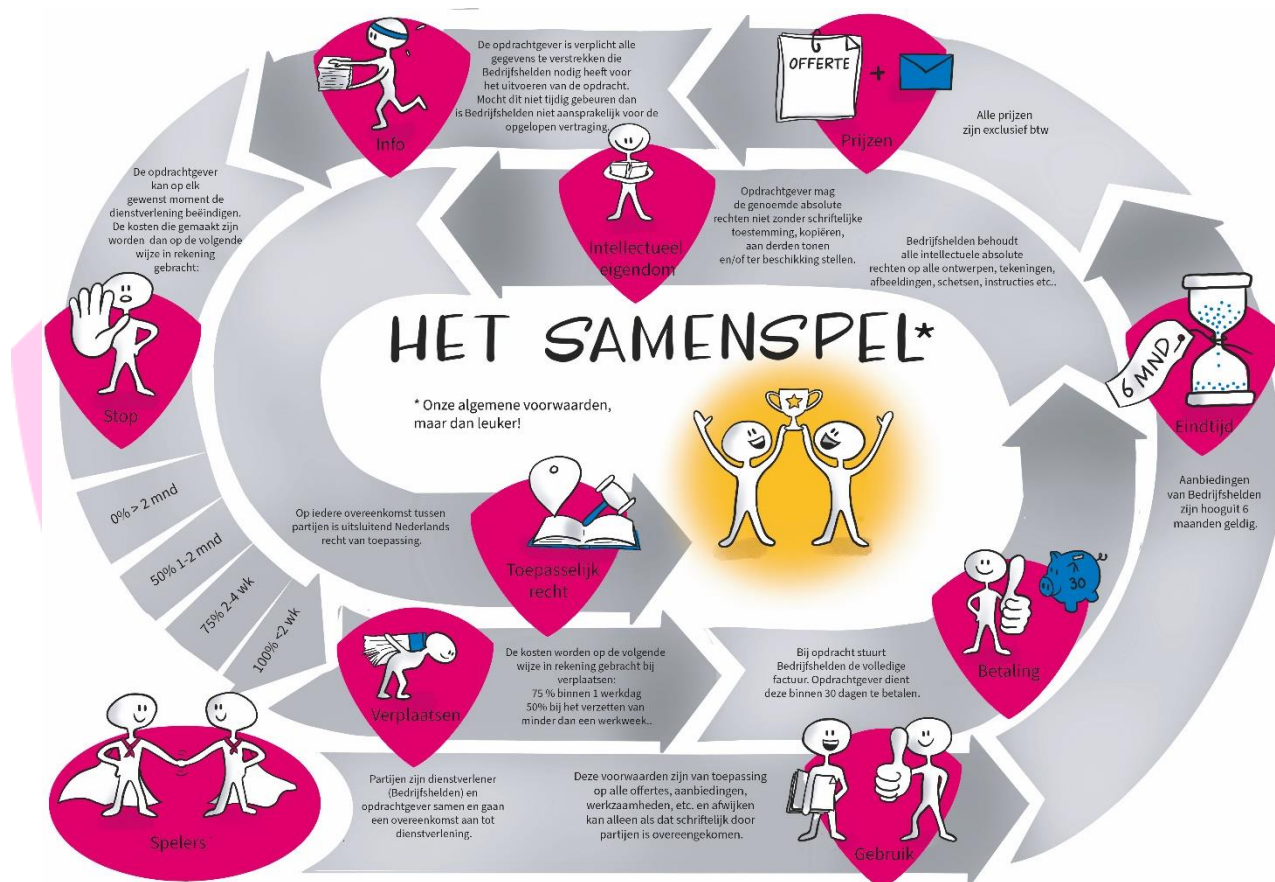 HET SAMENSPEL*
* Onze algemene voorwaarden,
maar dan leuker!
Spelers
Partijen zijn dienstverlener
(Bedrijfshelden) en
opdrachtgever samen en gaan
een overeenkomst aan tot
dienstverlening.
Deze voorwaarden zijn van toepassing
op alle offertes, aanbiedingen,
werkzaamheden, etc. en afwijken
kan alleen als dat schriftelijk door
partijen is overeengekomen.
Gebruik
Aanbiedingen
van Bedrijfshelden
zijn hooguit 6
maanden geldig.
6 MND
Eindtijd
Alle prijzen
zijn exclusief btw
OFFERTE
+
Prijzen
De opdrachtgever is verplicht alle
gegevens te verstrekken die
Bedrijfshelden nodig heeft voor
het uitvoeren van de opdracht.
Mocht dit niet tijdig gebeuren dan
is Bedrijfshelden niet aansprakelijk voor de
opgelopen vertraging.
Info
De opdrachtgever
kan op elk
gewenst moment de
dienstverlening beëindigen.
De kosten die gemaakt zijn
worden dan op de volgende
wijze in rekening
gebracht:
Stop
0% > 2 mnd
50% 1-2 mnd
75% 2-4 wk
100% <2 wk
Verplaatsen
De kosten worden op de volgende
wijze in rekening gebracht bij
verplaatsen:
75 % binnen 1 werkdag
50% bij het verzetten van
minder dan een werkweek..
Bij opdracht stuurt
Bedrijfshelden de volledige
factuur. Opdrachtgever dient
deze binnen 30 dagen te betalen.
30
Betaling
Bedrijfshelden behoudt
alle intellectuele absolute
rechten op alle ontwerpen, tekeningen,
afbeeldingen, schetsen, instructies etc..
Opdrachtgever mag
de genoemde absolute
rechten niet zonder schriftelijke
toestemming, kopiëren,
aan derden tonen
en/of ter beschikking stellen.
Intellectueel
eigendom
Op iedere overeenkomst tussen
partijen is uitsluitend Nederlands
recht van toepassing.
Toepasselijk
recht